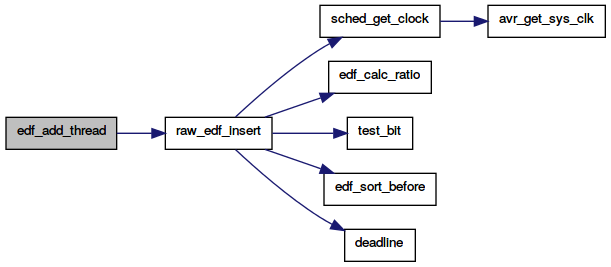 sched_get_clock
avr_get_sys_clk
edf_calc_ratio
edf_add_thread
raw_edf_insert
test_bit
edf_sort_before
deadline